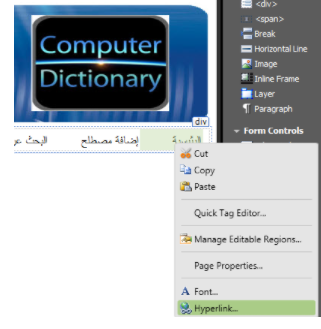 <div>
<span>
Break
Horizontal Line
Image
Inline Frame
Layer
Paragraph
Form Controls
Computer
Dictionary
div
الرئيسية إضافة مصطلح البحث عن
Cut
Copy
Paste
Quick Tag Editor...
Manage Editable Regions...
Page Properties...
Font...
Hyperlink...